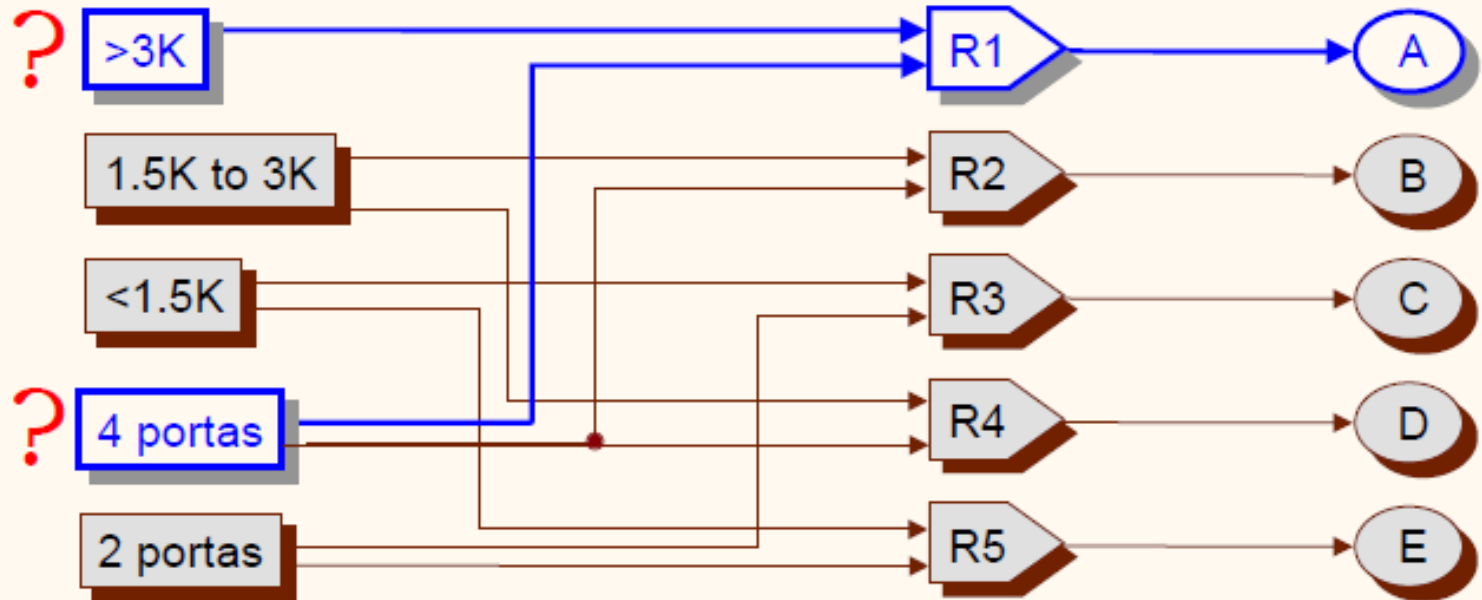 ? >3K R1 A
1.5K to 3K R2 B
<1.5K R3 C
? 4 portas R4 D
2 portas R5 E